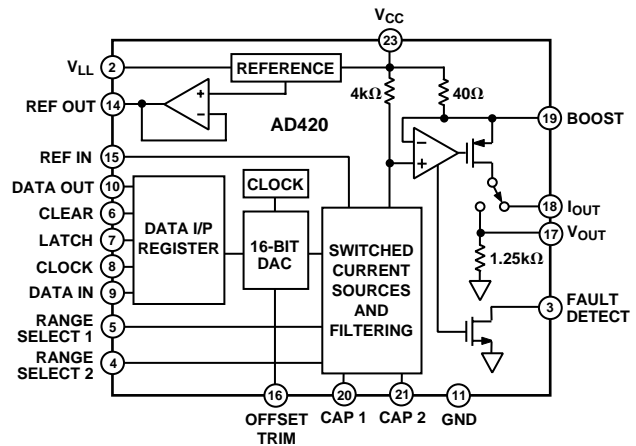 VCC
23
VLL
2
REFERENCE
4kΩ
40Ω
REF OUT
14
+
−
AD420
−
+
19
BOOST
REF IN
15
DATA OUT
10
CLOCK
CLEAR
6
18
IOUT
LATCH
7
DATA I/P
REGISTER
16-BIT
DAC
SWITCHED
CURRENT
SOURCES
AND
FILTERING
17
VOUT
CLOCK
8
1.25kΩ
DATA IN
9
3
FAULT
DETECT
RANGE
SELECT 1
5
RANGE
SELECT 2
4
16
20
21
11
OFFSET
TRIM
CAP 1
CAP 2
GND